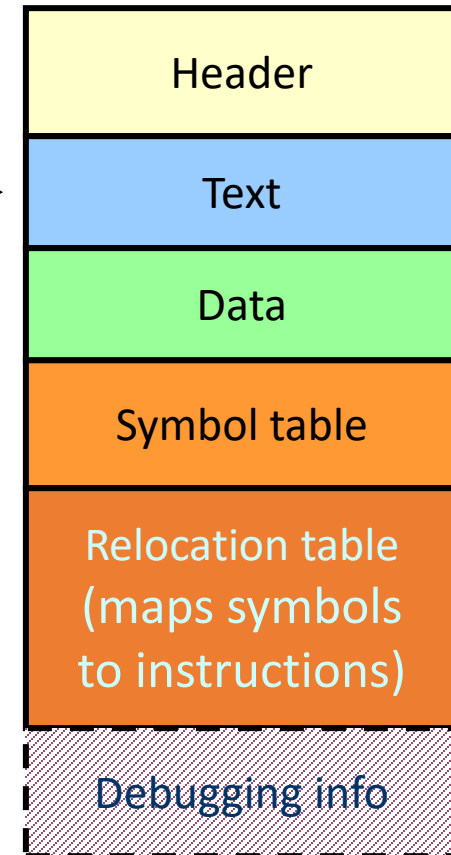 Header
Text
Data
Symbol table
Relocation table
(maps symbols
to instructions)
Debugging info